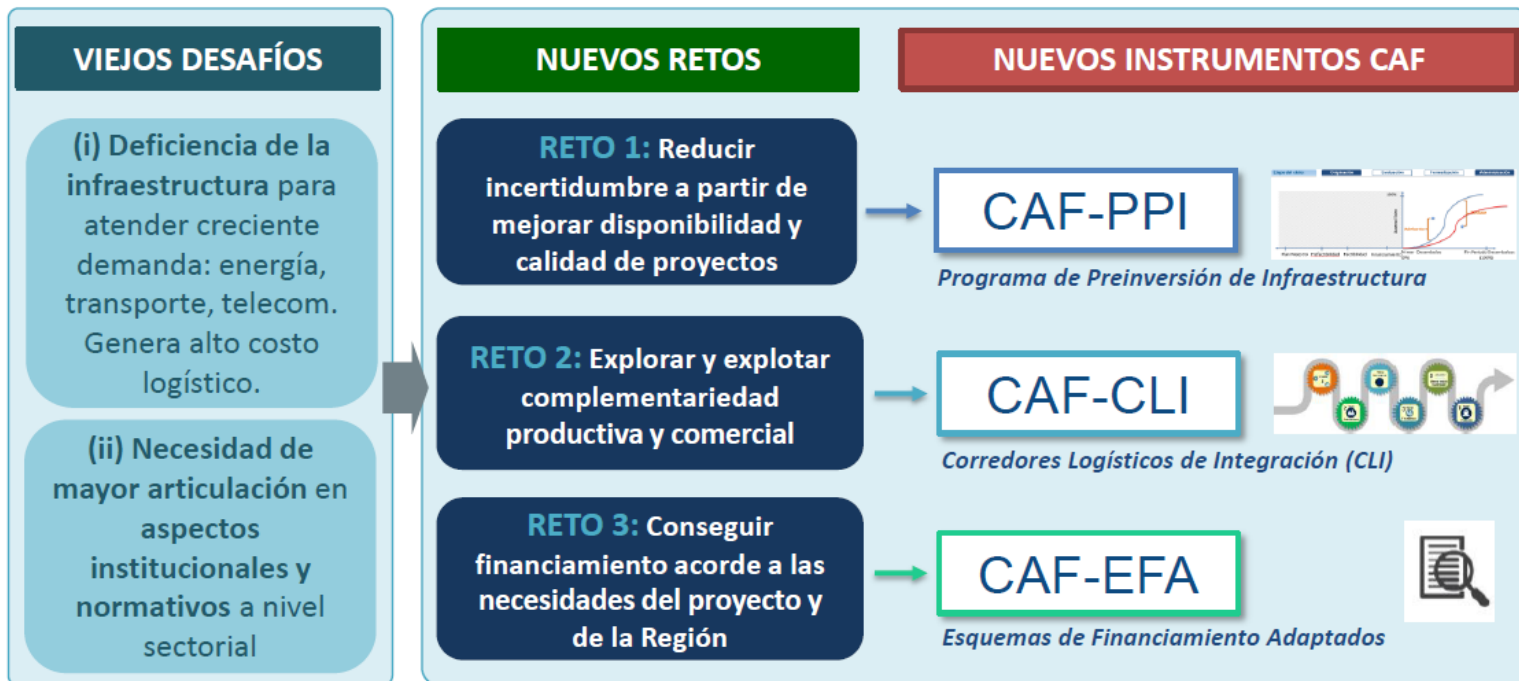 VIEJOS DESAFÍOS
(i) Deficiencia de la
infraestructura para
atender creciente
demanda: energía,
transporte, telecom.
Genera alto costo
logístico.
(ii) Necesidad de
mayor articulación en
aspectos
institucionales y
normativos a nivel
sectorial
NUEVOS RETOS
NUEVOS INSTRUMENTOS CAF
RETO 1: Reducir
incertidumbre a partir de
mejorar disponibilidad y
calidad de proyectos
CAF-PPI
Programa de Preinversión de Infraestructura
RETO 2: Explorar y explotar
complementariedad
productiva y comercial
CAF-CLI
Corredores Logísticos de Integración (CLI)
RETO 3: Conseguir
financiamiento acorde a las
necesidades del proyecto y
de la Región
CAF-EFA
Esquemas de Financiamiento Adaptados